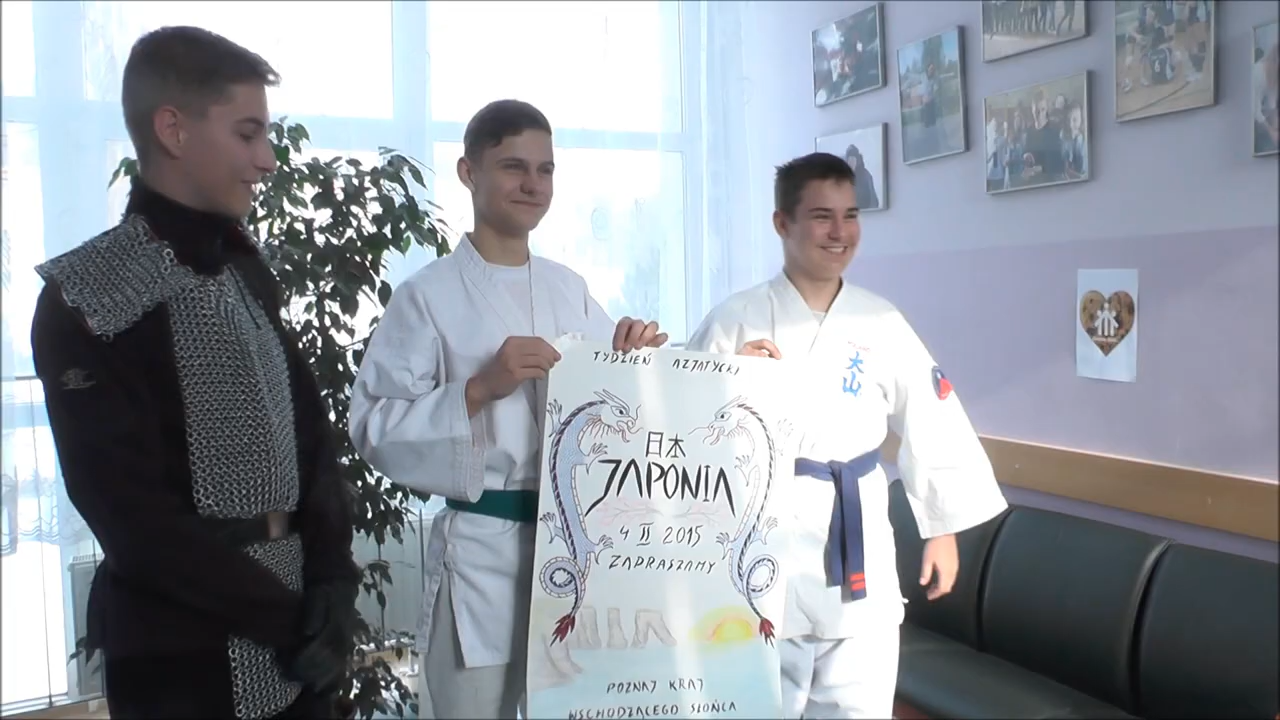 TYDZIEŃ AZJATYCKI
日本
JAPONIA
4 II 2015
ZAPRASZAMY
POZNAJ KRAJ
WSCHODZĄCEGO SŁOŃCA
大山